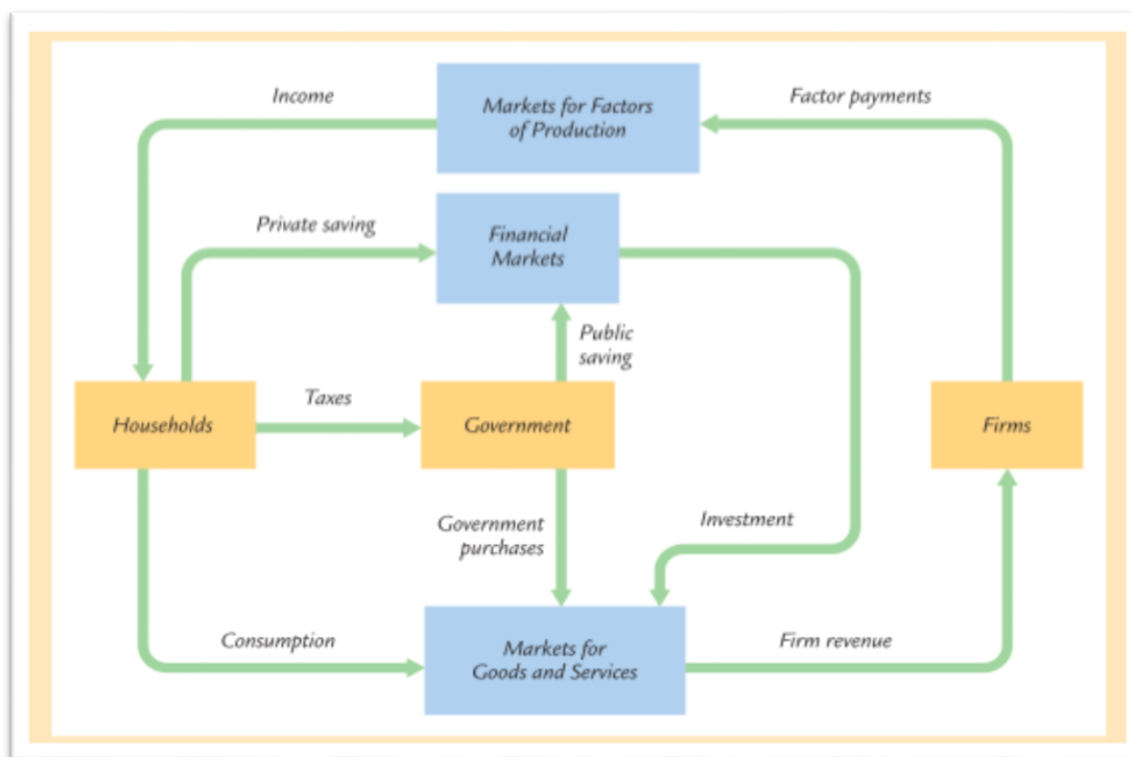 Income
Markets for Factors
of Production
Factor payments
Private saving
Financial
Markets
Public
saving
Households
Taxes
Government
Firms
Government
purchases
Investment
Consumption
Markets for
Goods and Services
Firm revenue